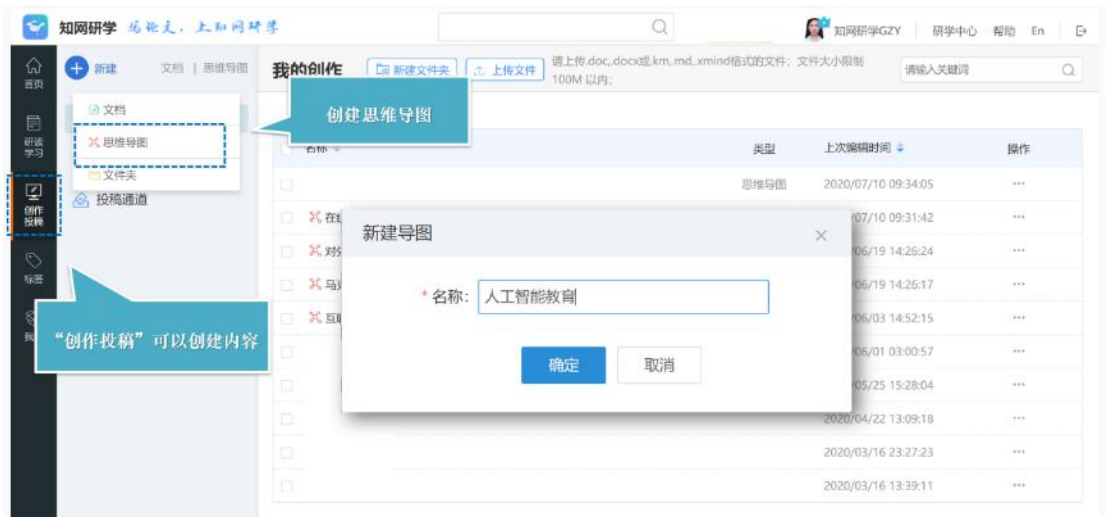 知网研学 写论文，上知网研学
知网研学GZY 研学中心 帮助 En
首页
研读
学习
创作
投稿
标签
新建 文档 | 思维导图
文档
思维导图
文件夹
投稿通道
我的创作 新建文件夹 上传文件 请上传.doc,.docx或.km,.md,.xmind格式的文件；文件大小限制
100M 以内；
请输入关键词
创建思维导图
“创作投稿”可以创建内容
名称 类型 上次编辑时间 操作
思维导图 2020/07/10 09:34:05 ...
在 07/10 09:31:42 ...
对 06/19 14:26:24 ...
马 06/19 14:26:17 ...
互 06/03 14:52:15 ...
06/01 03:00:57 ...
05/25 15:28:04 ...
2020/04/22 13:09:18 ...
2020/03/16 23:27:23 ...
2020/03/16 13:39:11 ...
新建导图
* 名称： 人工智能教育
确定 取消